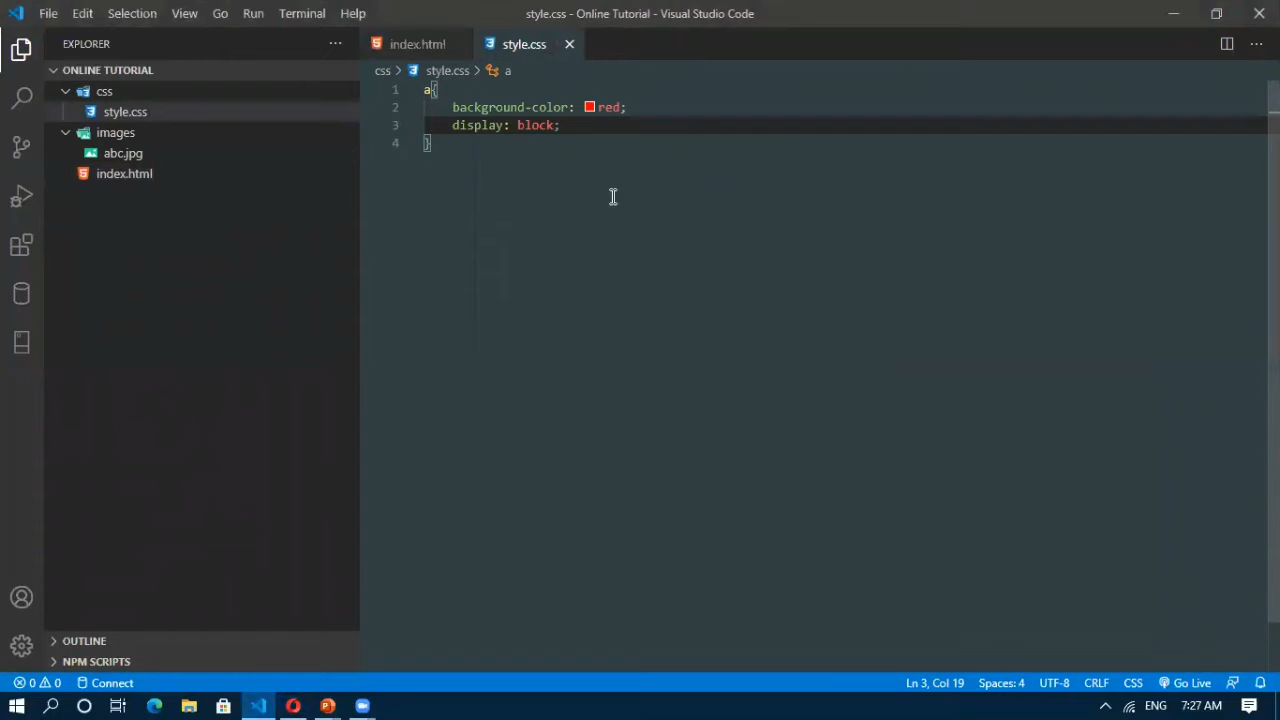 File Edit Selection View Go Run Terminal Help
style.css - Online Tutorial - Visual Studio Code
EXPLORER
ONLINE TUTORIAL
css
style.css
images
abc.jpg
index.html
OUTLINE
NPM SCRIPTS
index.html
style.css
css > style.css > a
1 a{
2 background-color: red;
3 display: block;
4 }
0 0 Connect
Ln 3, Col 19 Spaces: 4 UTF-8 CRLF CSS Go Live
ENG 7:27 AM